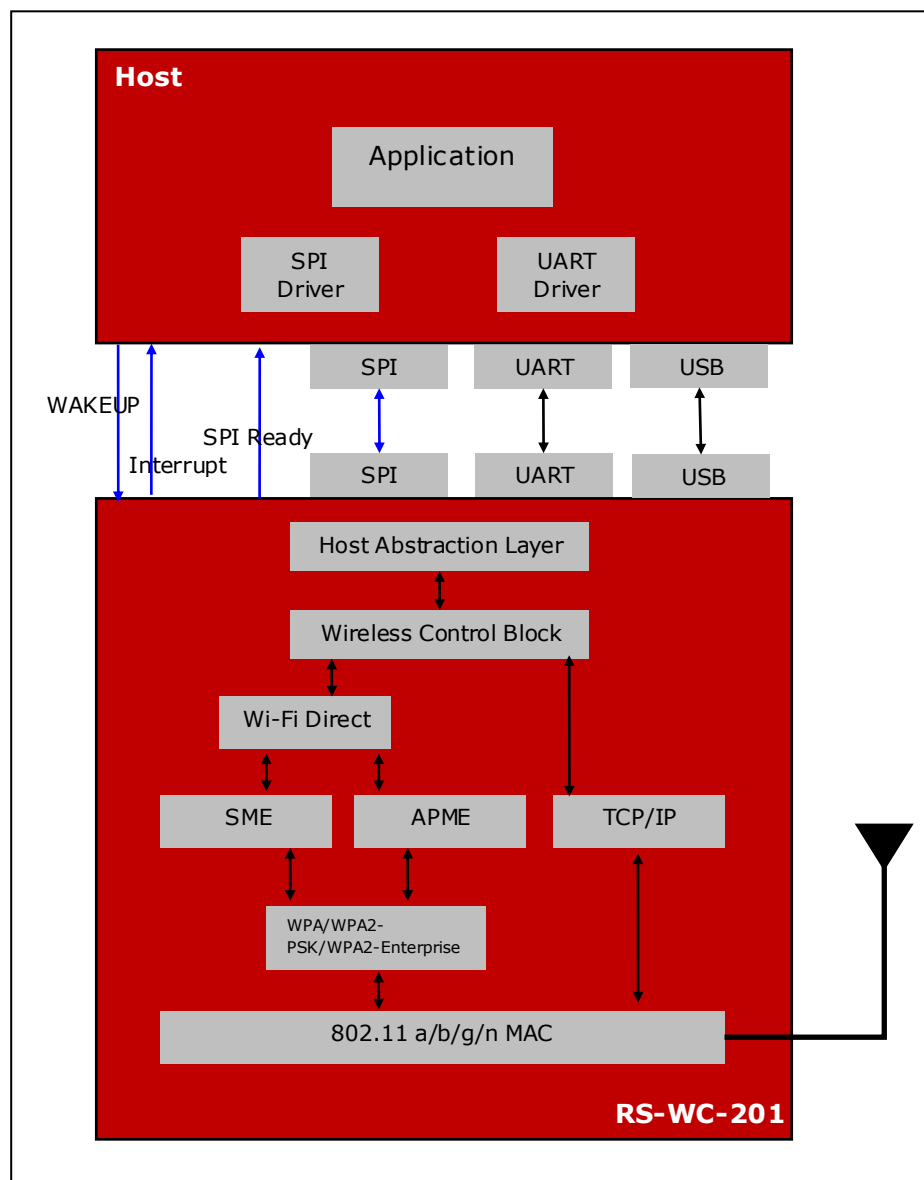 Host
Application
SPI
Driver
UART
Driver
SPI
UART
USB
WAKEUP
SPI Ready
Interrupt
SPI
UART
USB
Host Abstraction Layer
Wireless Control Block
Wi-Fi Direct
SME
APME
TCP/IP
WPA/WPA2-
PSK/WPA2-Enterprise
802.11 a/b/g/n MAC
RS-WC-201